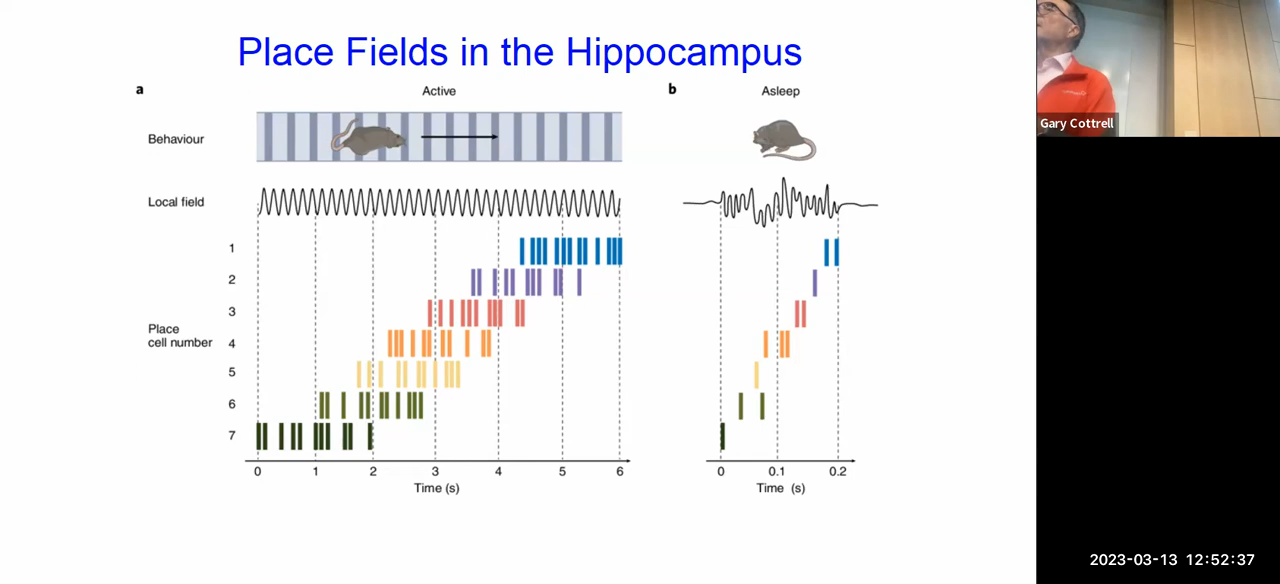 Place Fields in the Hippocampus
a
Active
b
Asleep
Behaviour
Local field
1
2
3
Place
cell number
4
5
6
7
0 1 2 3 4 5 6
Time (s)
0 0.1 0.2
Time (s)
Gary Cottrell
2023-03-13 12:52:37